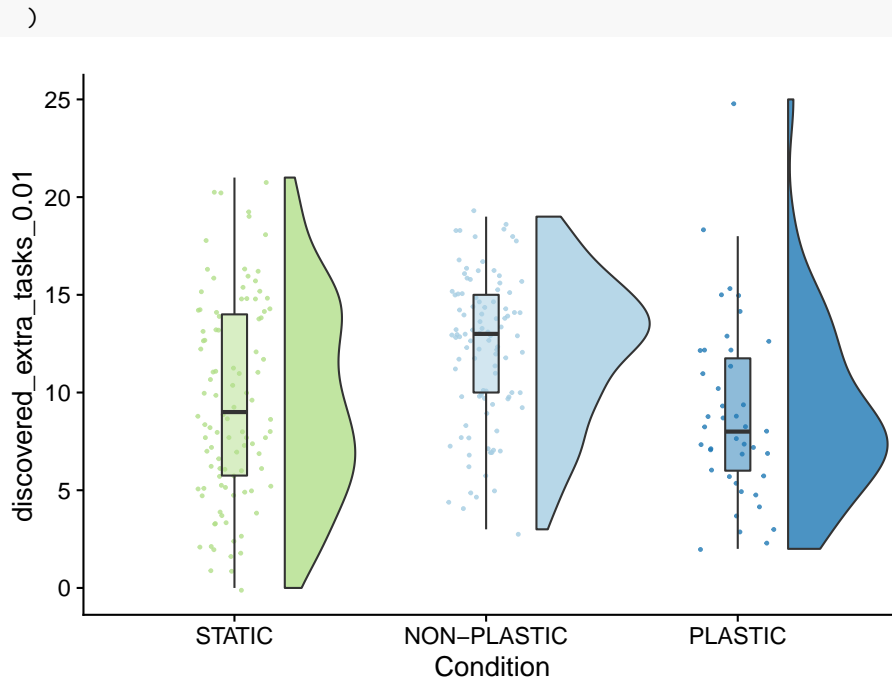 )
25
20
15
10
5
0
discovered_extra_tasks_0.01
STATIC
NON−PLASTIC
PLASTIC
Condition